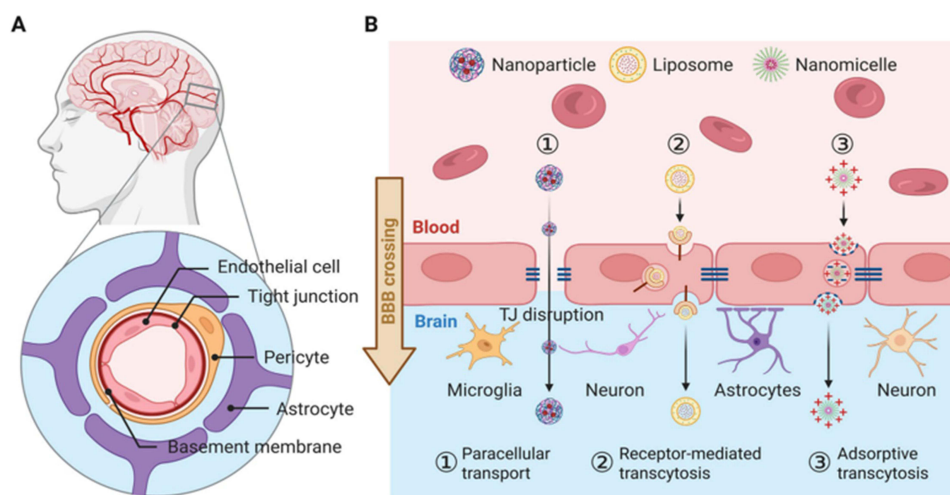 A
Endothelial cell
Tight junction
Pericyte
Astrocyte
Basement membrane
B
Nanoparticle
Liposome
Nanomicelle
①
②
③
BBB crossing
Blood
Brain
TJ disruption
Microglia
Neuron
Astrocytes
Neuron
① Paracellular
transport
② Receptor-mediated
transcytosis
③ Adsorptive
transcytosis